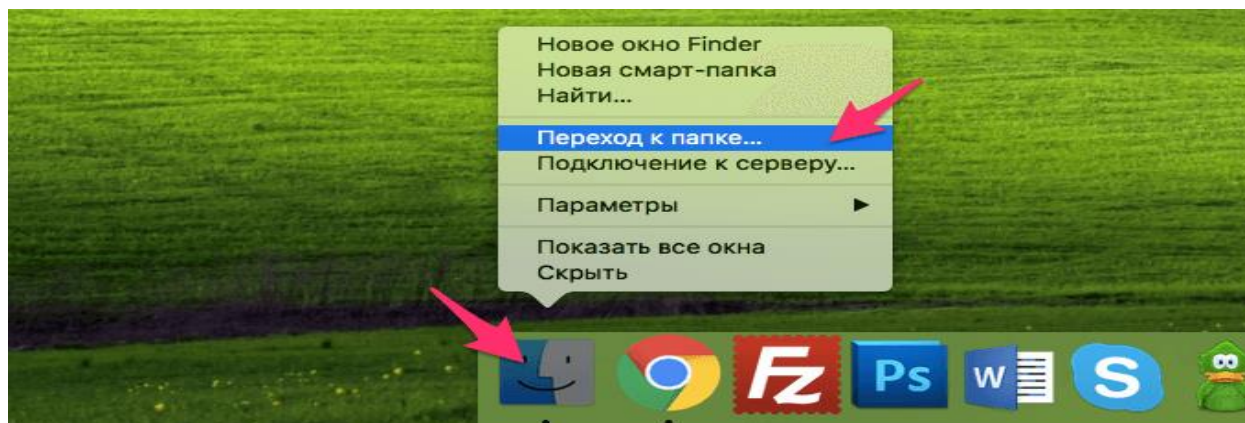 Новое окно Finder
Новая смарт-папка
Найти...
Переход к папке...
Подключение к серверу...
Параметры
Показать все окна
Скрыть
Fz
Ps
W
S